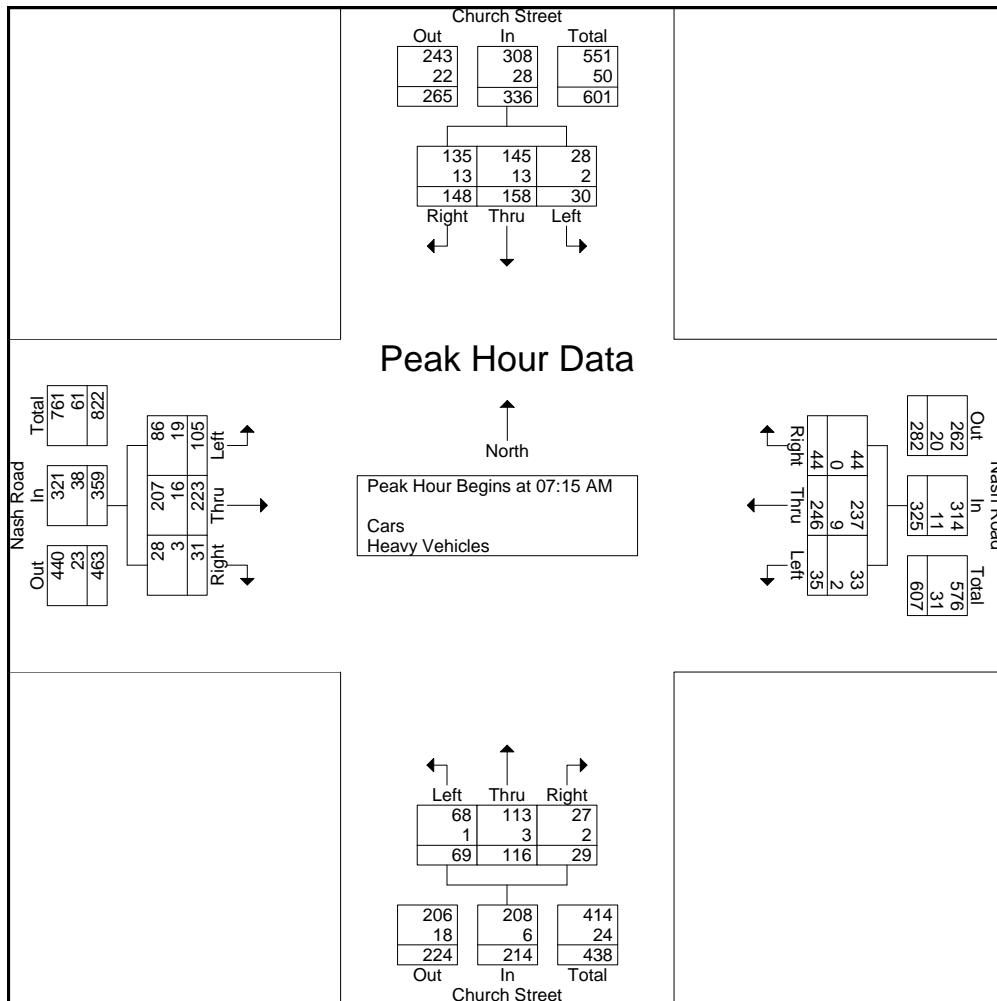 Church Street
Out In Total
243 308 551
22 28 50
265 336 601
135 145 28
13 13 2
148 158 30
Right Thru Left
Peak Hour Data
North
Peak Hour Begins at 07:15 AM
Cars
Heavy Vehicles
Nash Road
Out In Total
440 321 761
23 38 61
463 359 822
Right Thru Left
28 207 86
3 16 19
31 223 105
Nash Road
Out In Total
262 314 576
20 11 31
282 325 607
44 237 33
0 9 2
44 246 35
Right Thru Left
Left Thru Right
68 113 27
1 3 2
69 116 29
206 208 414
18 6 24
224 214 438
Out In Total
Church Street